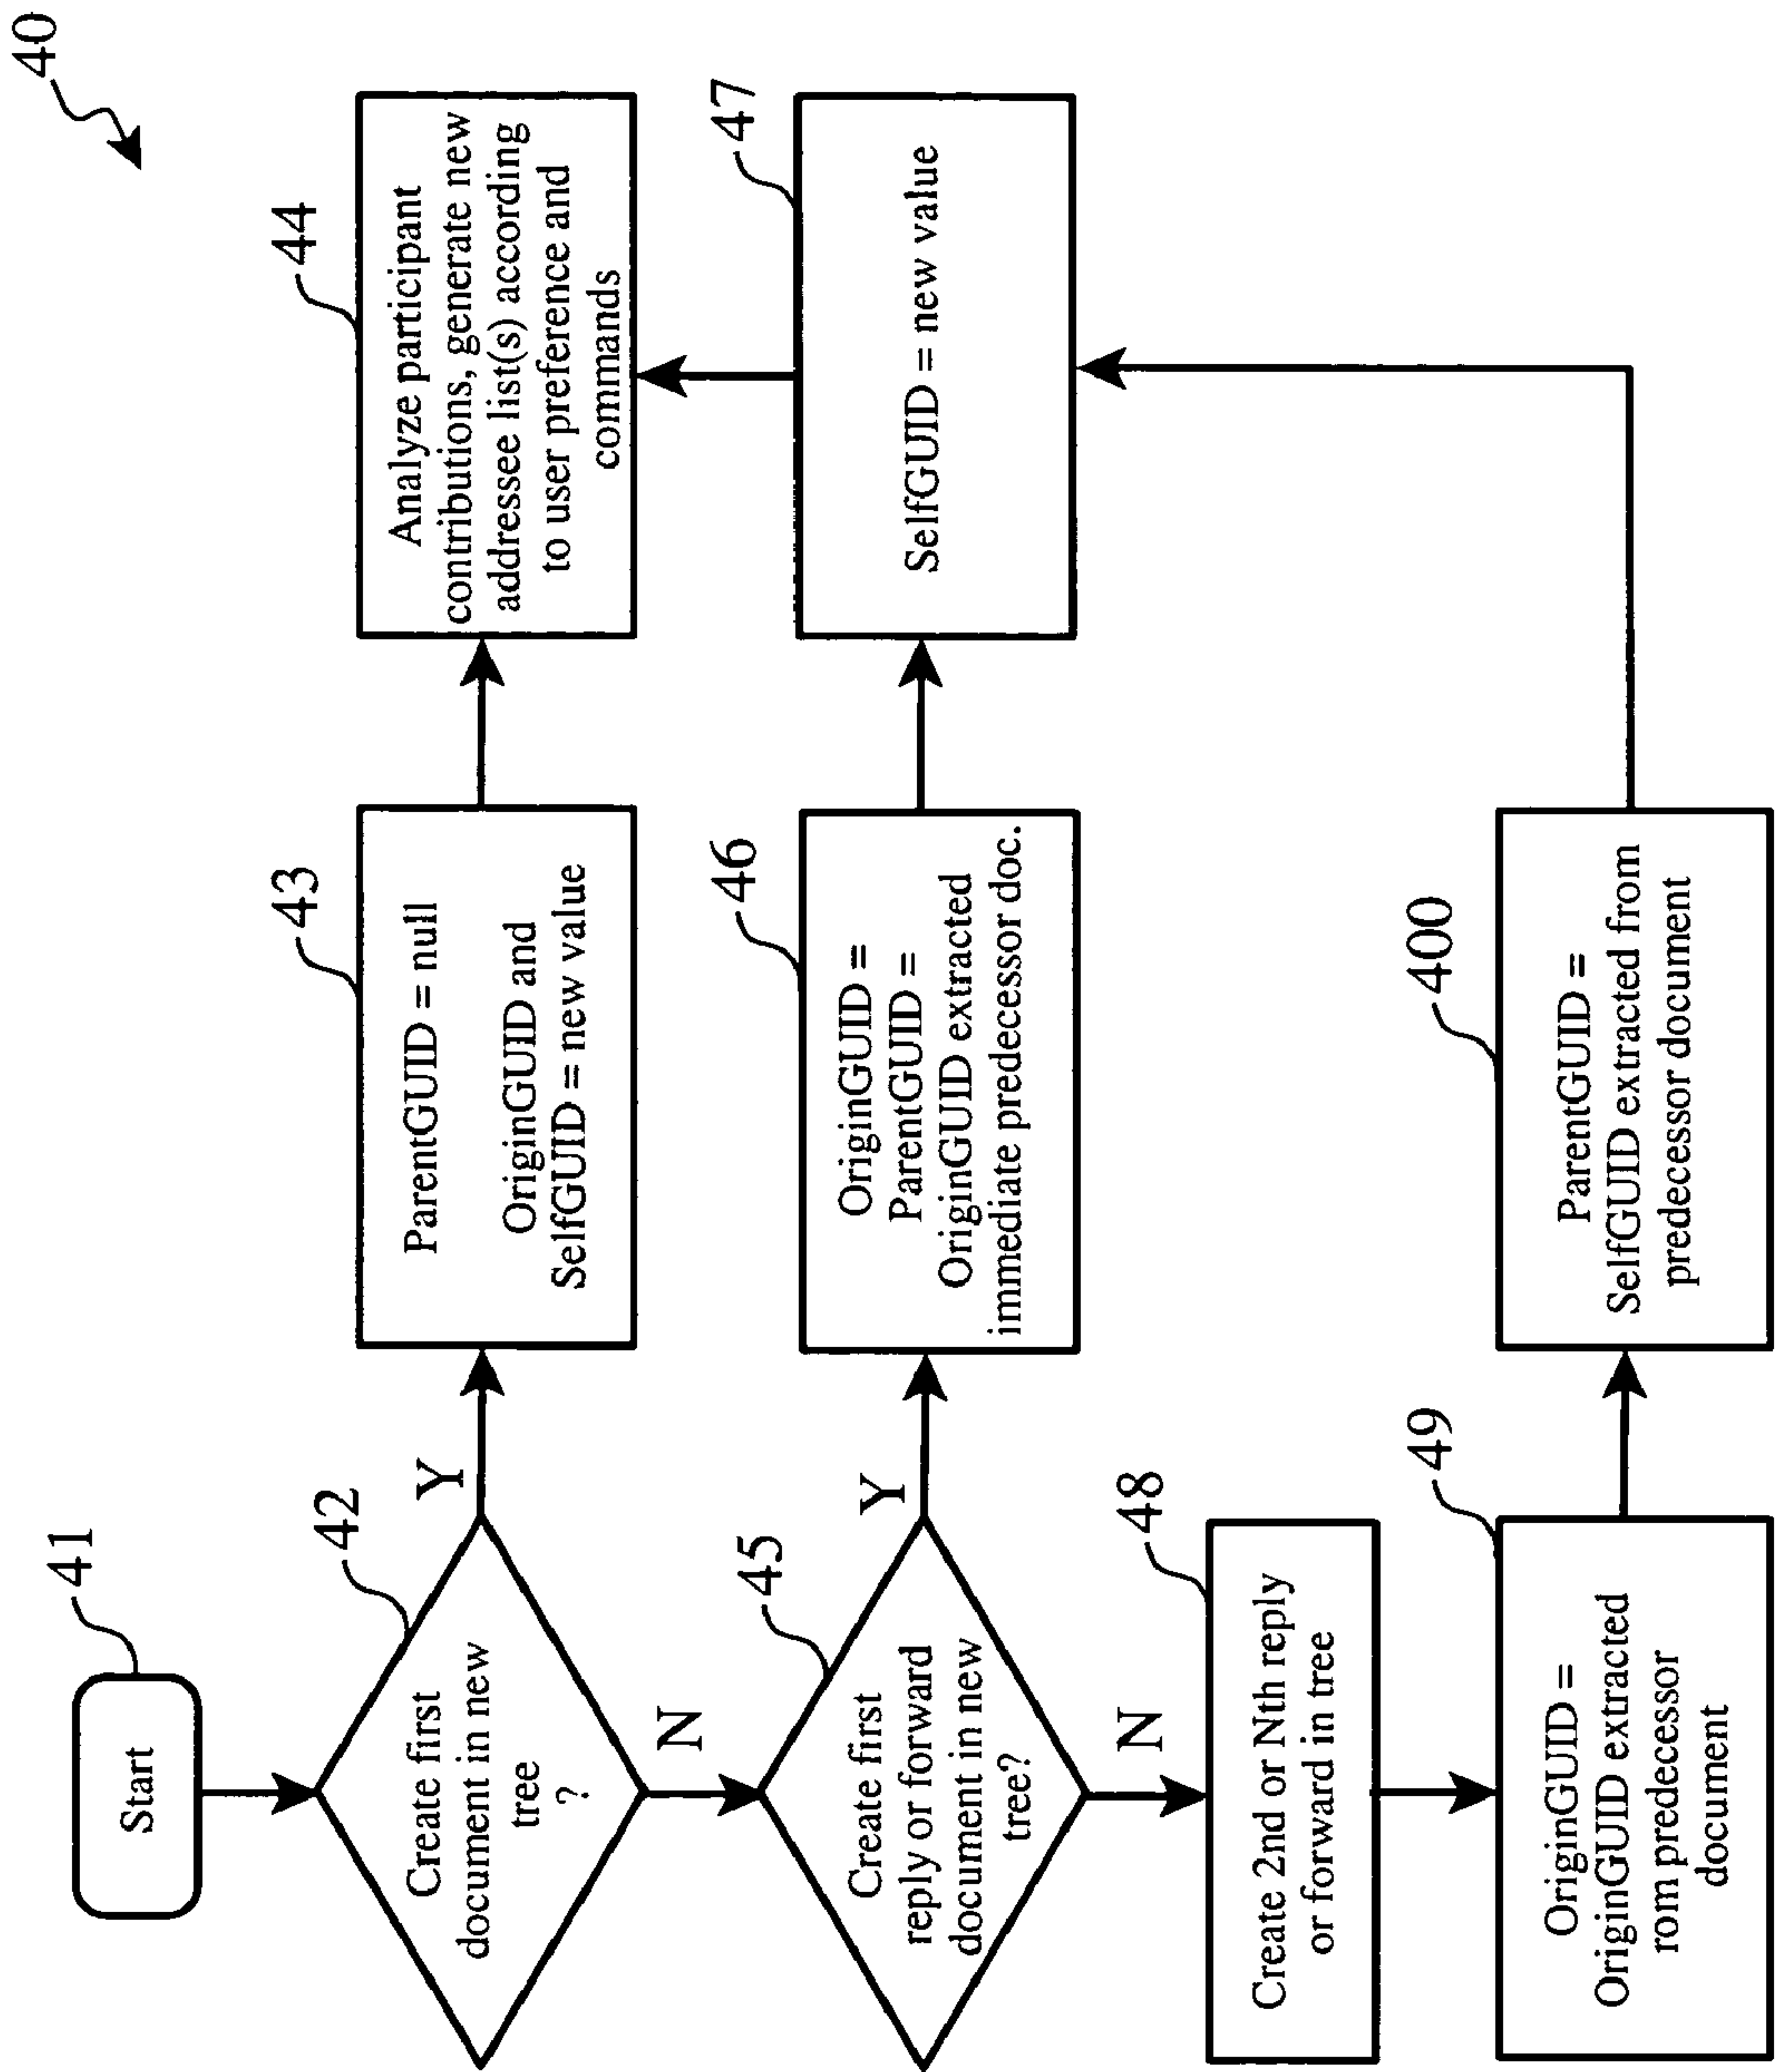 40
41
Start
42
Create first
document in new
tree
?
Y
N
43
ParentGUID = null
OriginGUID and
SelfGUID = new value
44
Analyze participant
contributions, generate new
addressee list(s) according
to user preference and
commands
45
Create first
reply or forward
document in new
tree?
Y
N
46
OriginGUID =
ParentGUID =
OriginGUID extracted
immediate predecessor doc.
47
SelfGUID = new value
48
Create 2nd or Nth reply
or forward in tree
49
OriginGUID =
OriginGUID extracted
rom predecessor
document
400
ParentGUID =
SelfGUID extracted from
predecessor document